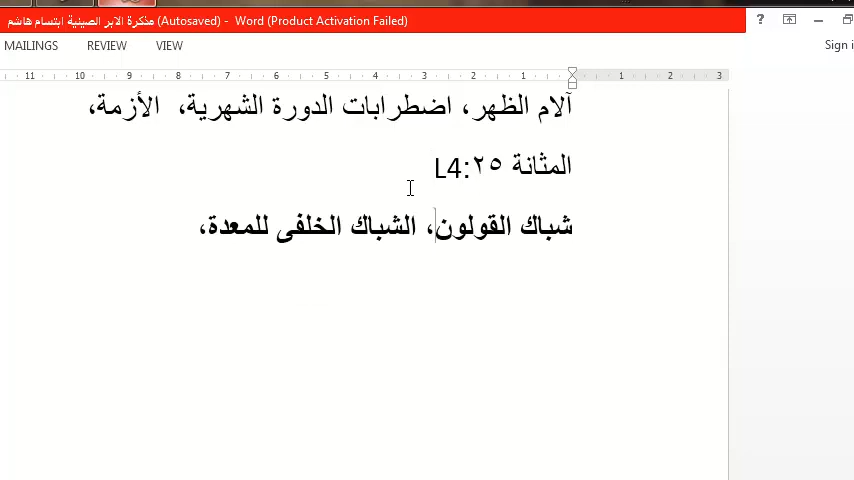 مذكرة الابر الصينية ابتسام هاشم (Autosaved) - Word (Product Activation Failed)
?
MAILINGS REVIEW VIEW
Sign i
11 10 9 8 7 6 5 4 3 2 1 1 2 3
آلام الظهر، اضطرابات الدورة الشهرية، الأزمة،
المثانة ٢٥:L4
شباك القولون، الشباك الخلفى للمعدة،